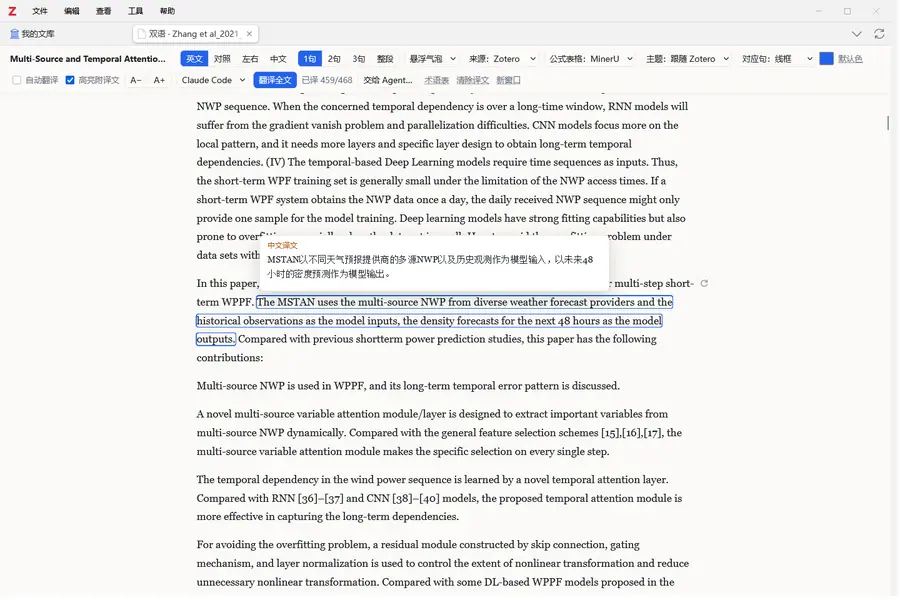 Z 文件 编辑 查看 工具 帮助
我的文库 双语 - Zhang et al_2021_
Multi-Source and Temporal Attentio... 英文 对照 左右 中文 1句 2句 3句 整段 悬浮气泡 来源: Zotero 公式表格: MinerU 主题: 跟随 Zotero 对应句: 线框 默认色
自动翻译 高亮附译文 A− A+ Claude Code 翻译全文 已译 459/468 交给 Agent... 术语表 清除译文 新窗口
NWP sequence. When the concerned temporal dependency is over a long-time window, RNN models will
suffer from the gradient vanish problem and parallelization difficulties. CNN models focus more on the
local pattern, and it needs more layers and specific layer design to obtain long-term temporal
dependencies. (IV) The temporal-based Deep Learning models require time sequences as inputs. Thus,
the short-term WPF training set is generally small under the limitation of the NWP access times. If a
short-term WPF system obtains the NWP data once a day, the daily received NWP sequence might only
provide one sample for the model training. Deep learning models have strong fitting capabilities but also
prone to overfitting problem under
data sets with
中文译文
MSTAN以不同天气预报提供商的多源NWP以及历史观测作为模型输入，以未来48
小时的密度预测作为模型输出。
In this paper, r multi-step short-
term WPPF. The MSTAN uses the multi-source NWP from diverse weather forecast providers and the
historical observations as the model inputs, the density forecasts for the next 48 hours as the model
outputs. Compared with previous shortterm power prediction studies, this paper has the following
contributions:
Multi-source NWP is used in WPPF, and its long-term temporal error pattern is discussed.
A novel multi-source variable attention module/layer is designed to extract important variables from
multi-source NWP dynamically. Compared with the general feature selection schemes [15],[16],[17], the
multi-source variable attention module makes the specific selection on every single step.
The temporal dependency in the wind power sequence is learned by a novel temporal attention layer.
Compared with RNN [36]–[37] and CNN [38]–[40] models, the proposed temporal attention module is
more effective in capturing the long-term dependencies.
For avoiding the overfitting problem, a residual module constructed by skip connection, gating
mechanism, and layer normalization is used to control the extent of nonlinear transformation and reduce
unnecessary nonlinear transformation. Compared with some DL-based WPPF models proposed in the